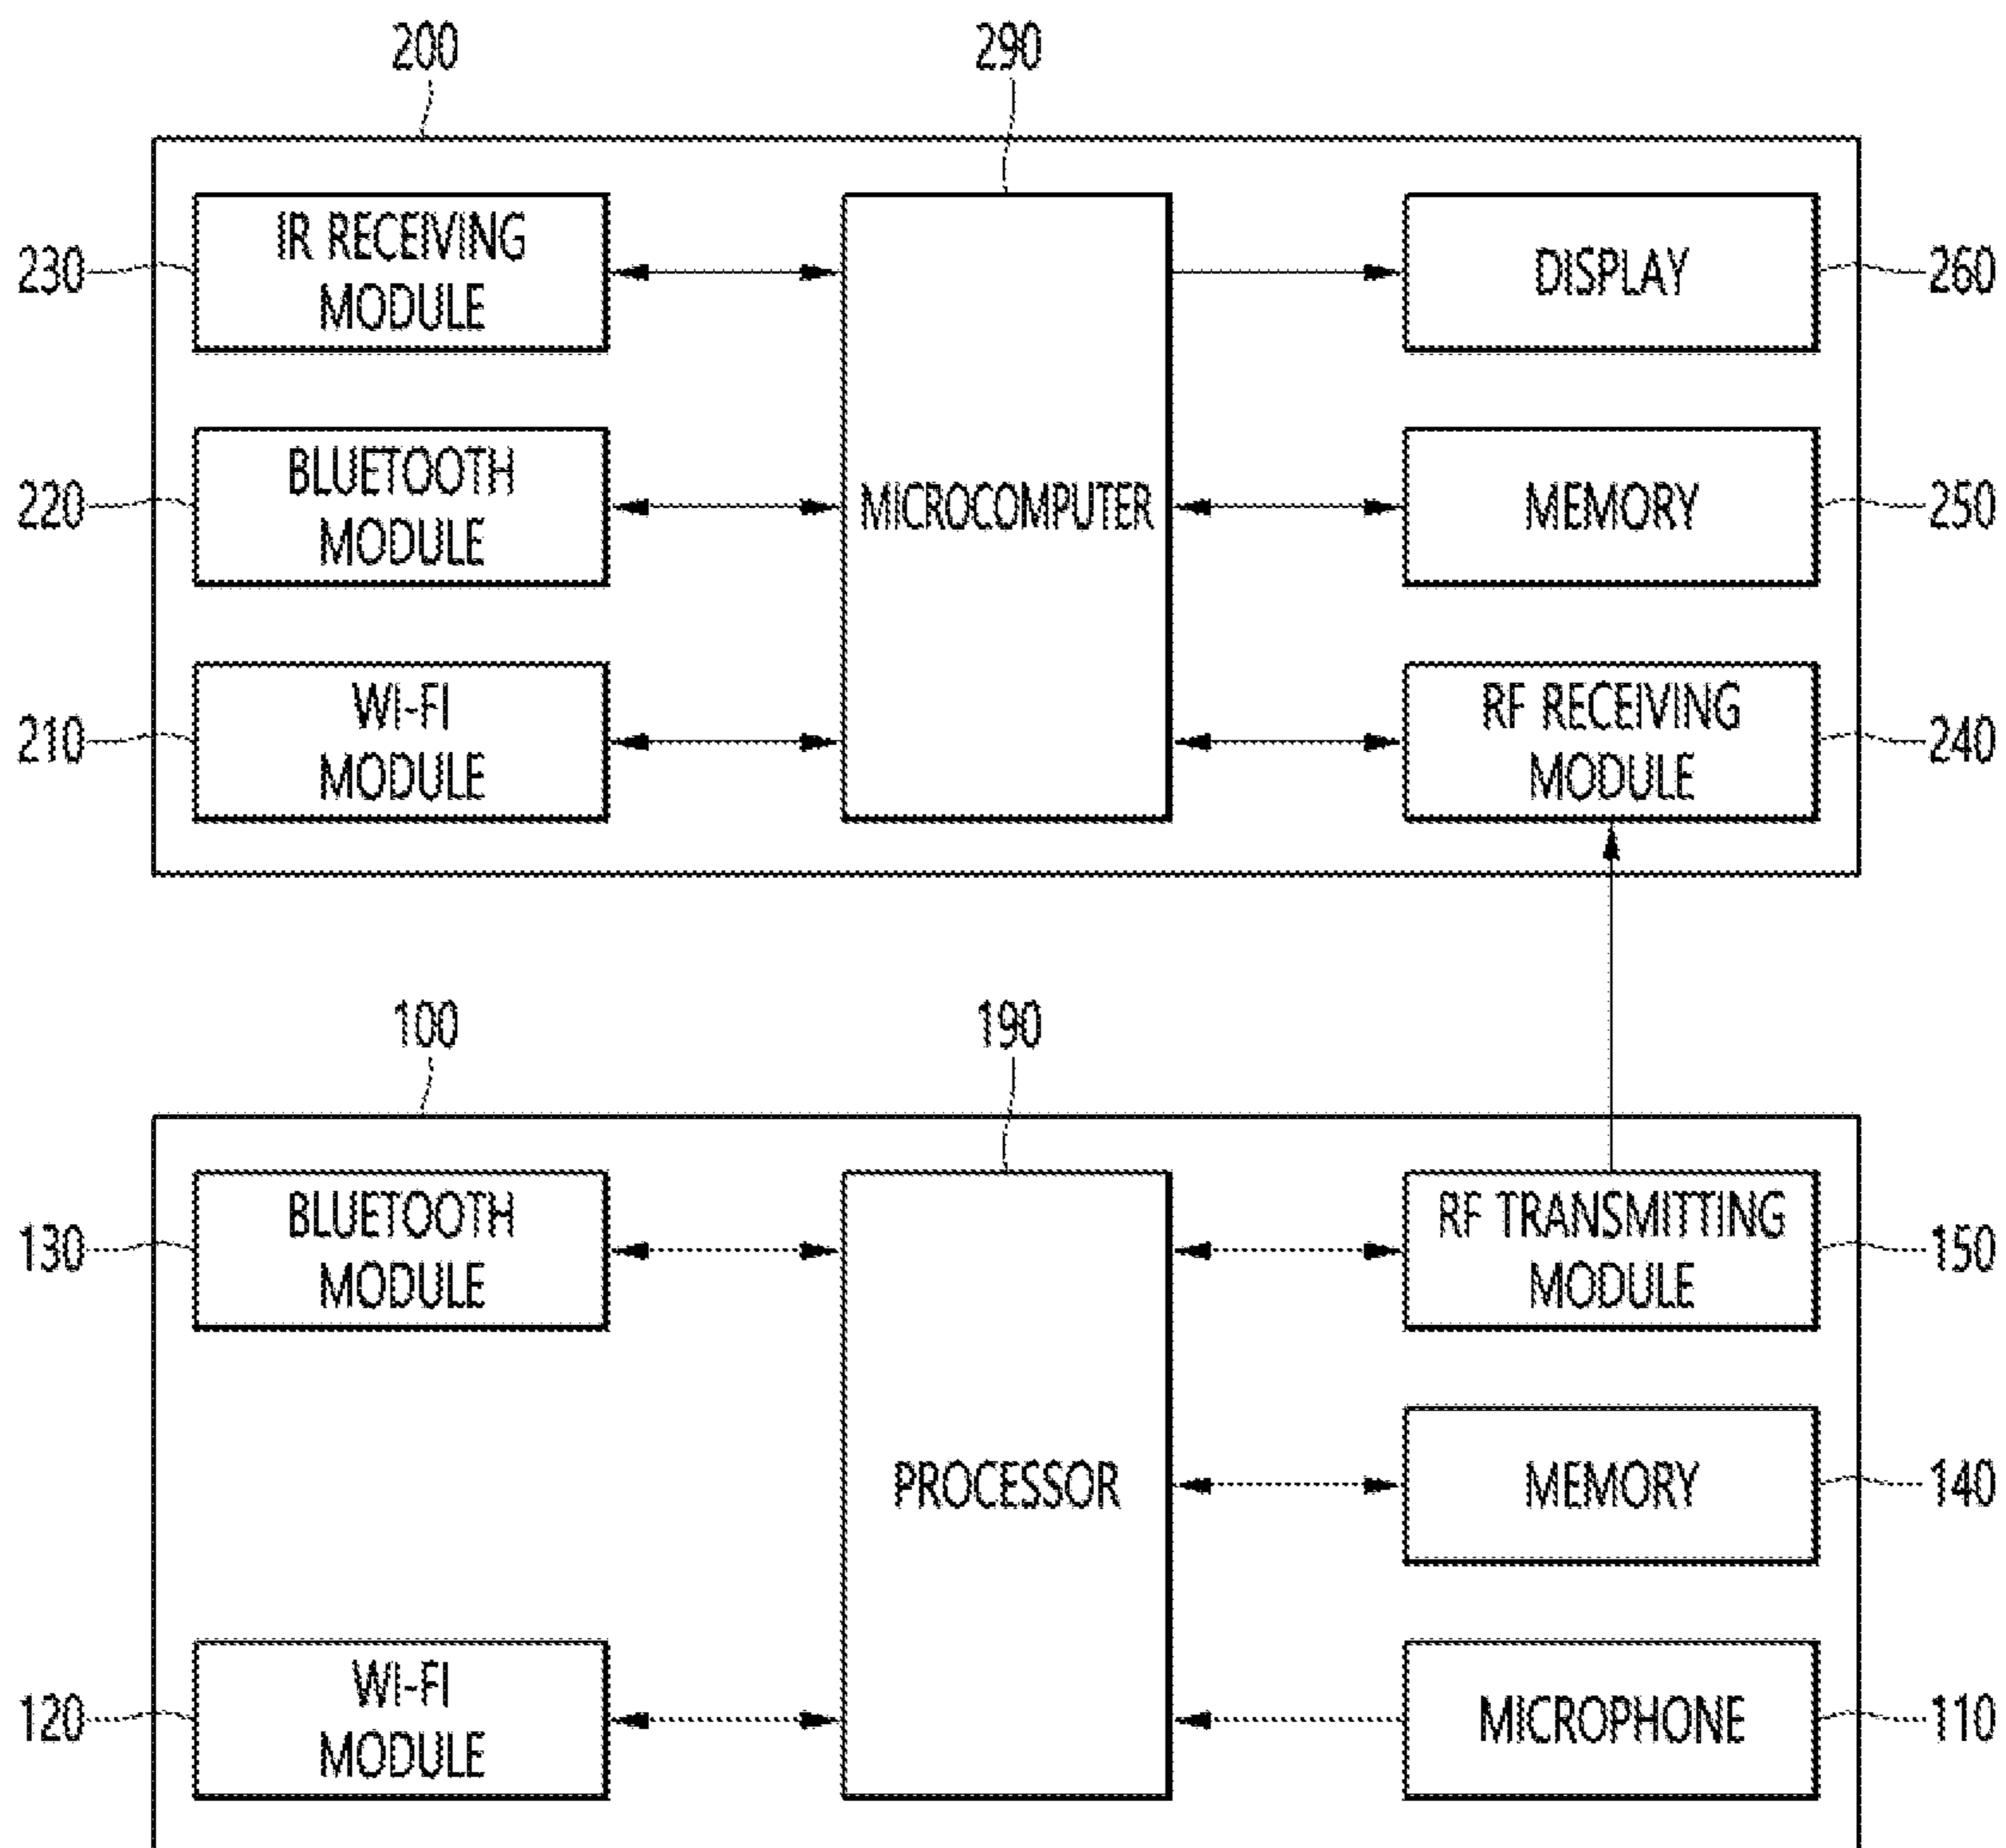 200
290
230
IR RECEIVING
MODULE
DISPLAY
260
220
BLUETOOTH
MODULE
MICROCOMPUTER
MEMORY
250
210
WI-FI
MODULE
RF RECEIVING
MODULE
240
100
190
130
BLUETOOTH
MODULE
RF TRANSMITTING
MODULE
150
PROCESSOR
MEMORY
140
120
WI-FI
MODULE
MICROPHONE
110